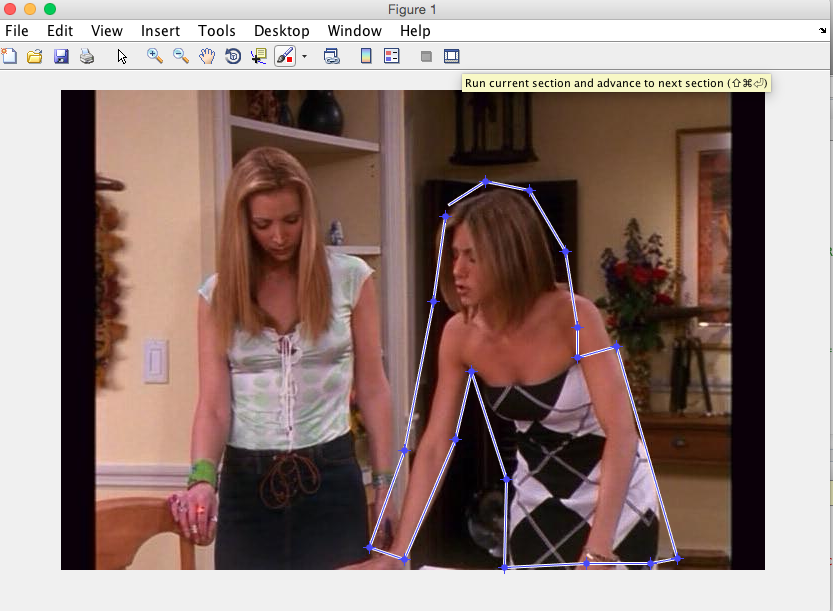 Figure 1
File Edit View Insert Tools Desktop Window Help
Run current section and advance to next section (⇧⌘⏎)